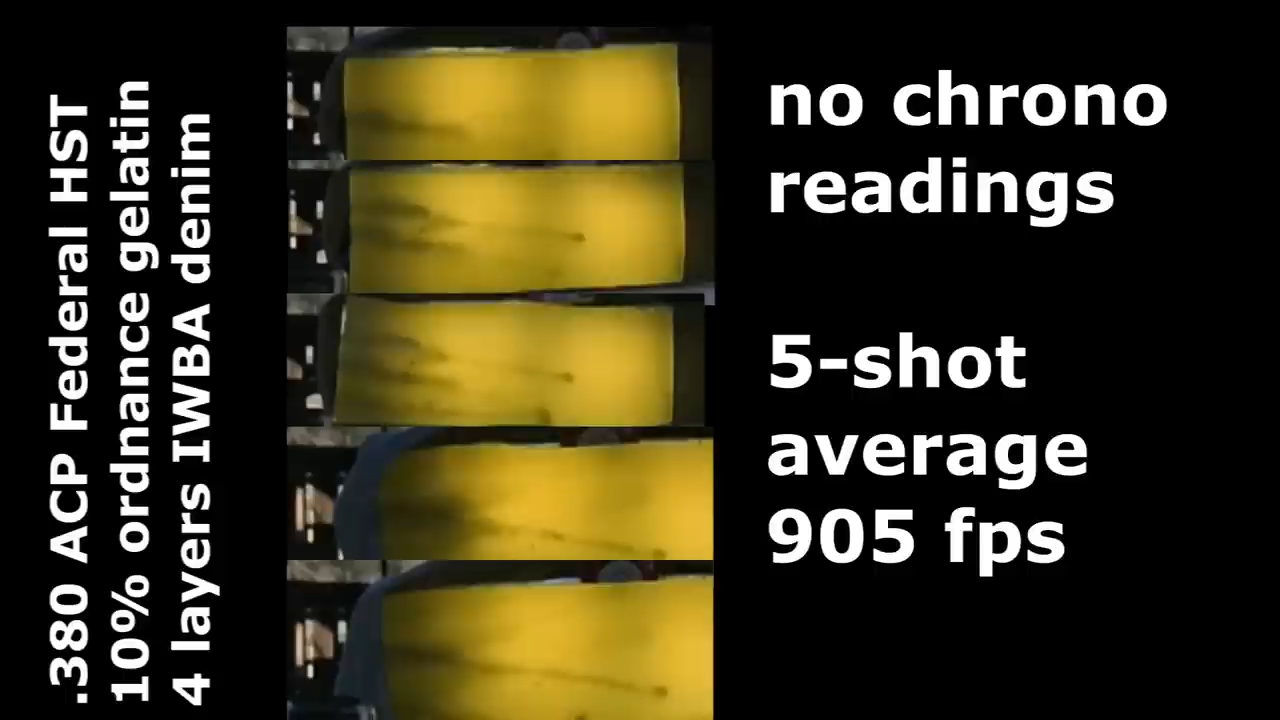 .380 ACP Federal HST
10% ordnance gelatin
4 layers IWBA denim
no chrono
readings
5-shot
average
905 fps